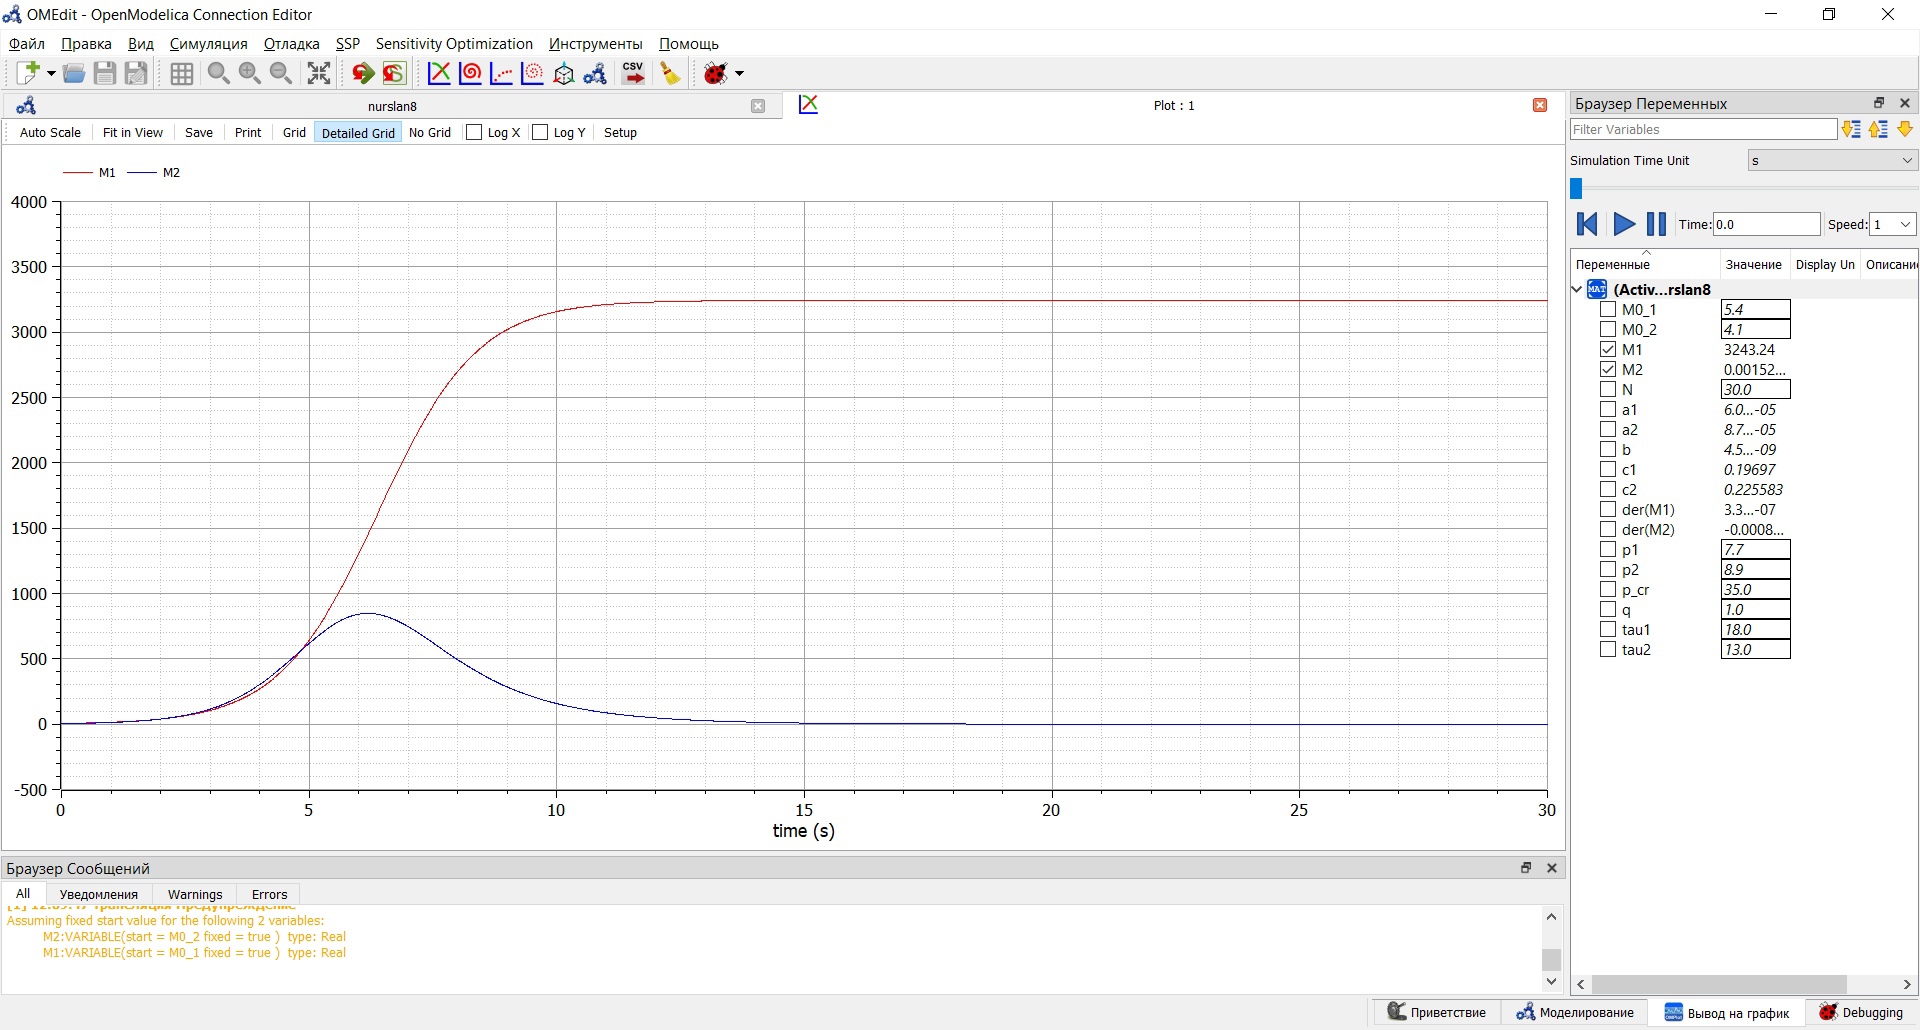 OMEdit - OpenModelica Connection Editor
Файл Правка Вид Симуляция Отладка SSP Sensitivity Optimization Инструменты Помощь
CSV
nurslan8
Plot : 1
Auto Scale Fit in View Save Print Grid Detailed Grid No Grid Log X Log Y Setup
M1 M2
4000
3500
3000
2500
2000
1500
1000
500
0
-500
0 5 10 15 20 25 30
time (s)
Браузер Сообщений
All Уведомления Warnings Errors
[1] 12:09:47 Трансляция Предупреждение
Assuming fixed start value for the following 2 variables:
M2:VARIABLE(start = M0_2 fixed = true ) type: Real
M1:VARIABLE(start = M0_1 fixed = true ) type: Real
Браузер Переменных
Filter Variables
Simulation Time Unit s
Time: 0.0 Speed: 1
Переменные Значение Display Un Описани
MAT (Activ...rslan8
M0_1 5.4
M0_2 4.1
M1 3243.24
M2 0.00152...
N 30.0
a1 6.0...-05
a2 8.7...-05
b 4.5...-09
c1 0.19697
c2 0.225583
der(M1) 3.3...-07
der(M2) -0.0008...
p1 7.7
p2 8.9
p_cr 35.0
q 1.0
tau1 18.0
tau2 13.0
Приветствие Моделирование Вывод на график Debugging